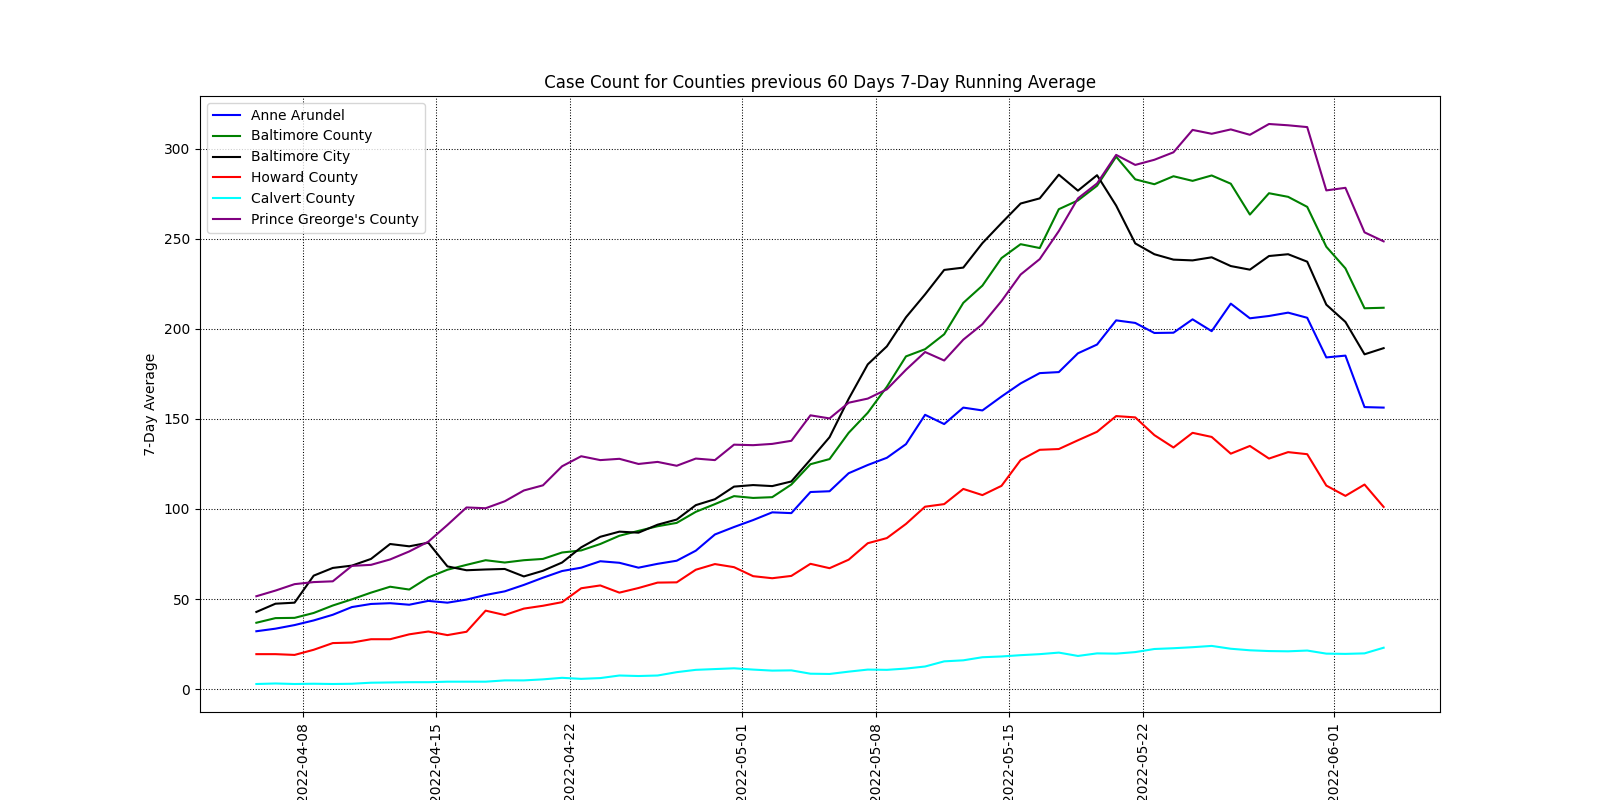 Case Count for Counties previous 60 Days 7-Day Running Average
Anne Arundel
Baltimore County
Baltimore City
Howard County
Calvert County
Prince Greorge's County
7-Day Average
300
250
200
150
100
50
0
2022-04-08
2022-04-15
2022-04-22
2022-05-01
2022-05-08
2022-05-15
2022-05-22
2022-06-01